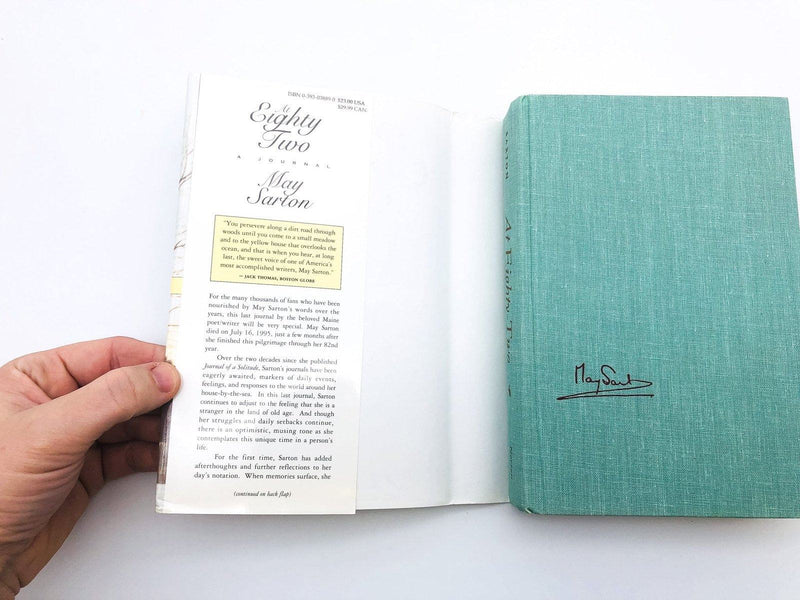 ISBN 0-393-03889-0 $23.00 USA
$29.99 CAN.
At
Eighty
Two
A JOURNAL
May
Sarton
"You persevere along a dirt road through
woods until you come to a small meadow
and to the yellow house that overlooks the
ocean, and that is when you hear, at long
last, the sweet voice of one of America's
most accomplished writers, May Sarton."
— JACK THOMAS, BOSTON GLOBE
For the many thousands of fans who have been
nourished by May Sarton's words over the
years, this last journal by the beloved Maine
poet/writer will be very special. May Sarton
died on July 16, 1995, just a few months after
she finished this pilgrimage through her 82nd
year.
Over the two decades since she published
Journal of a Solitude, Sarton's journals have been
eagerly awaited, markers of daily events,
feelings, and responses to the world around her
house-by-the-sea. In this last journal, Sarton
continues to adjust to the feeling that she is a
stranger in the land of old age. And though
her struggles and daily setbacks continue,
there is an optimistic, musing tone as she
contemplates this unique time in a person's
life.
For the first time, Sarton has added
afterthoughts and further reflections to her
day's notation. When memories surface, she
(continued on back flap)
SARTON
At Eighty Two
May Sarton